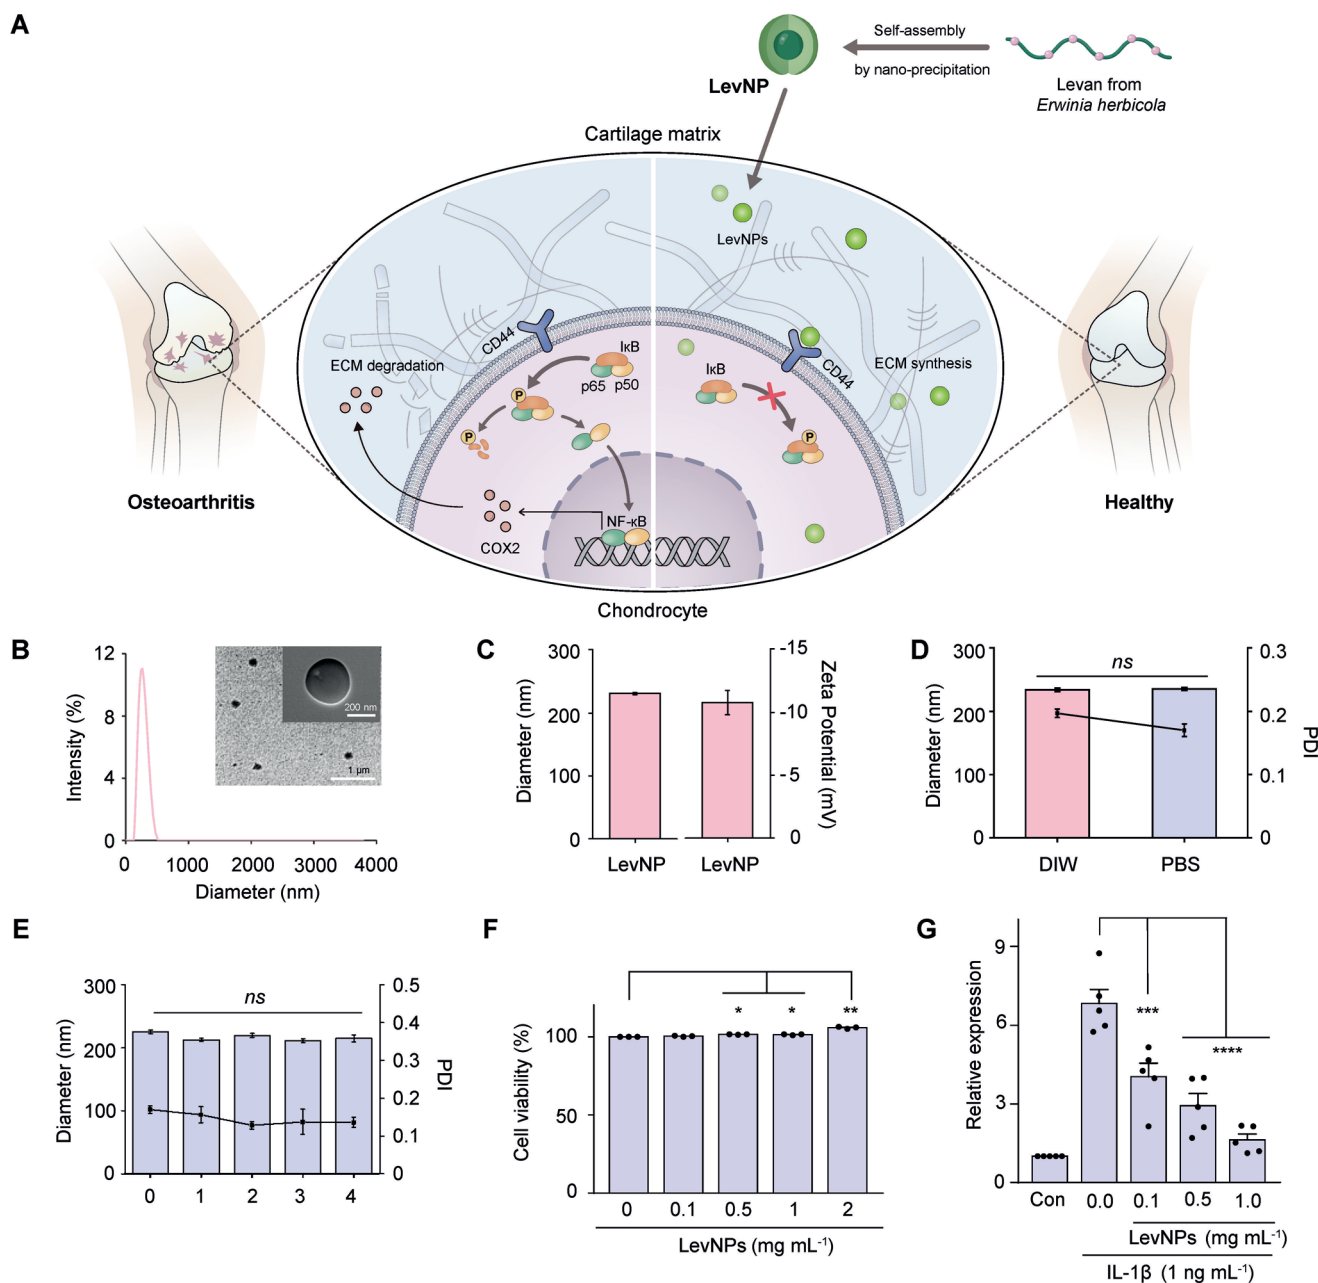 A
Self-assembly
by nano-precipitation
LevNP
Levan from
Erwinia herbicola
Cartilage matrix
LevNPs
CD44
ECM degradation
IκB
p65 p50
P
P
IκB
CD44
ECM synthesis
P
NF-κB
COX2
Osteoarthritis
Healthy
Chondrocyte
B
Intensity (%)
12
8
4
0
0 1000 2000 3000 4000
Diameter (nm)
200 nm
1 µm
C
Diameter (nm)
300
200
100
0
LevNP LevNP
-15
-10
-5
0
Zeta Potential (mV)
D
Diameter (nm)
300
200
100
0
ns
DIW PBS
0.3
0.2
0.1
0
PDI
E
Diameter (nm)
300
200
100
0
ns
0 1 2 3 4
0.5
0.4
0.3
0.2
0.1
0
PDI
F
Cell viability (%)
100
50
0
* * **
0 0.1 0.5 1 2
LevNPs (mg mL⁻¹)
G
Relative expression
9
6
3
0
***
****
Con 0.0 0.1 0.5 1.0
LevNPs (mg mL⁻¹)
IL-1β (1 ng mL⁻¹)